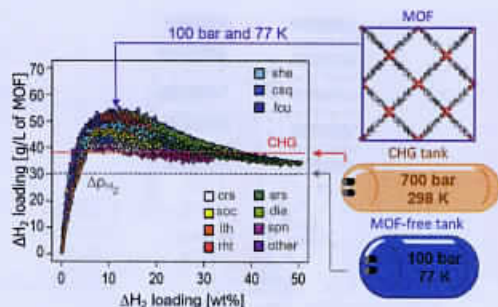 MOF
100 bar and 77 K
she
csq
fcu
CHG
ΔρH2
crs
soc
ith
rht
ars
dia
spn
other
70
60
50
40
30
20
10
0
0 10 20 30 40 50
ΔH2 loading [wt%]
ΔH2 loading [g/L of MOF]
CHG tank
700 bar
298 K
MOF-free tank
100 bar
77 K